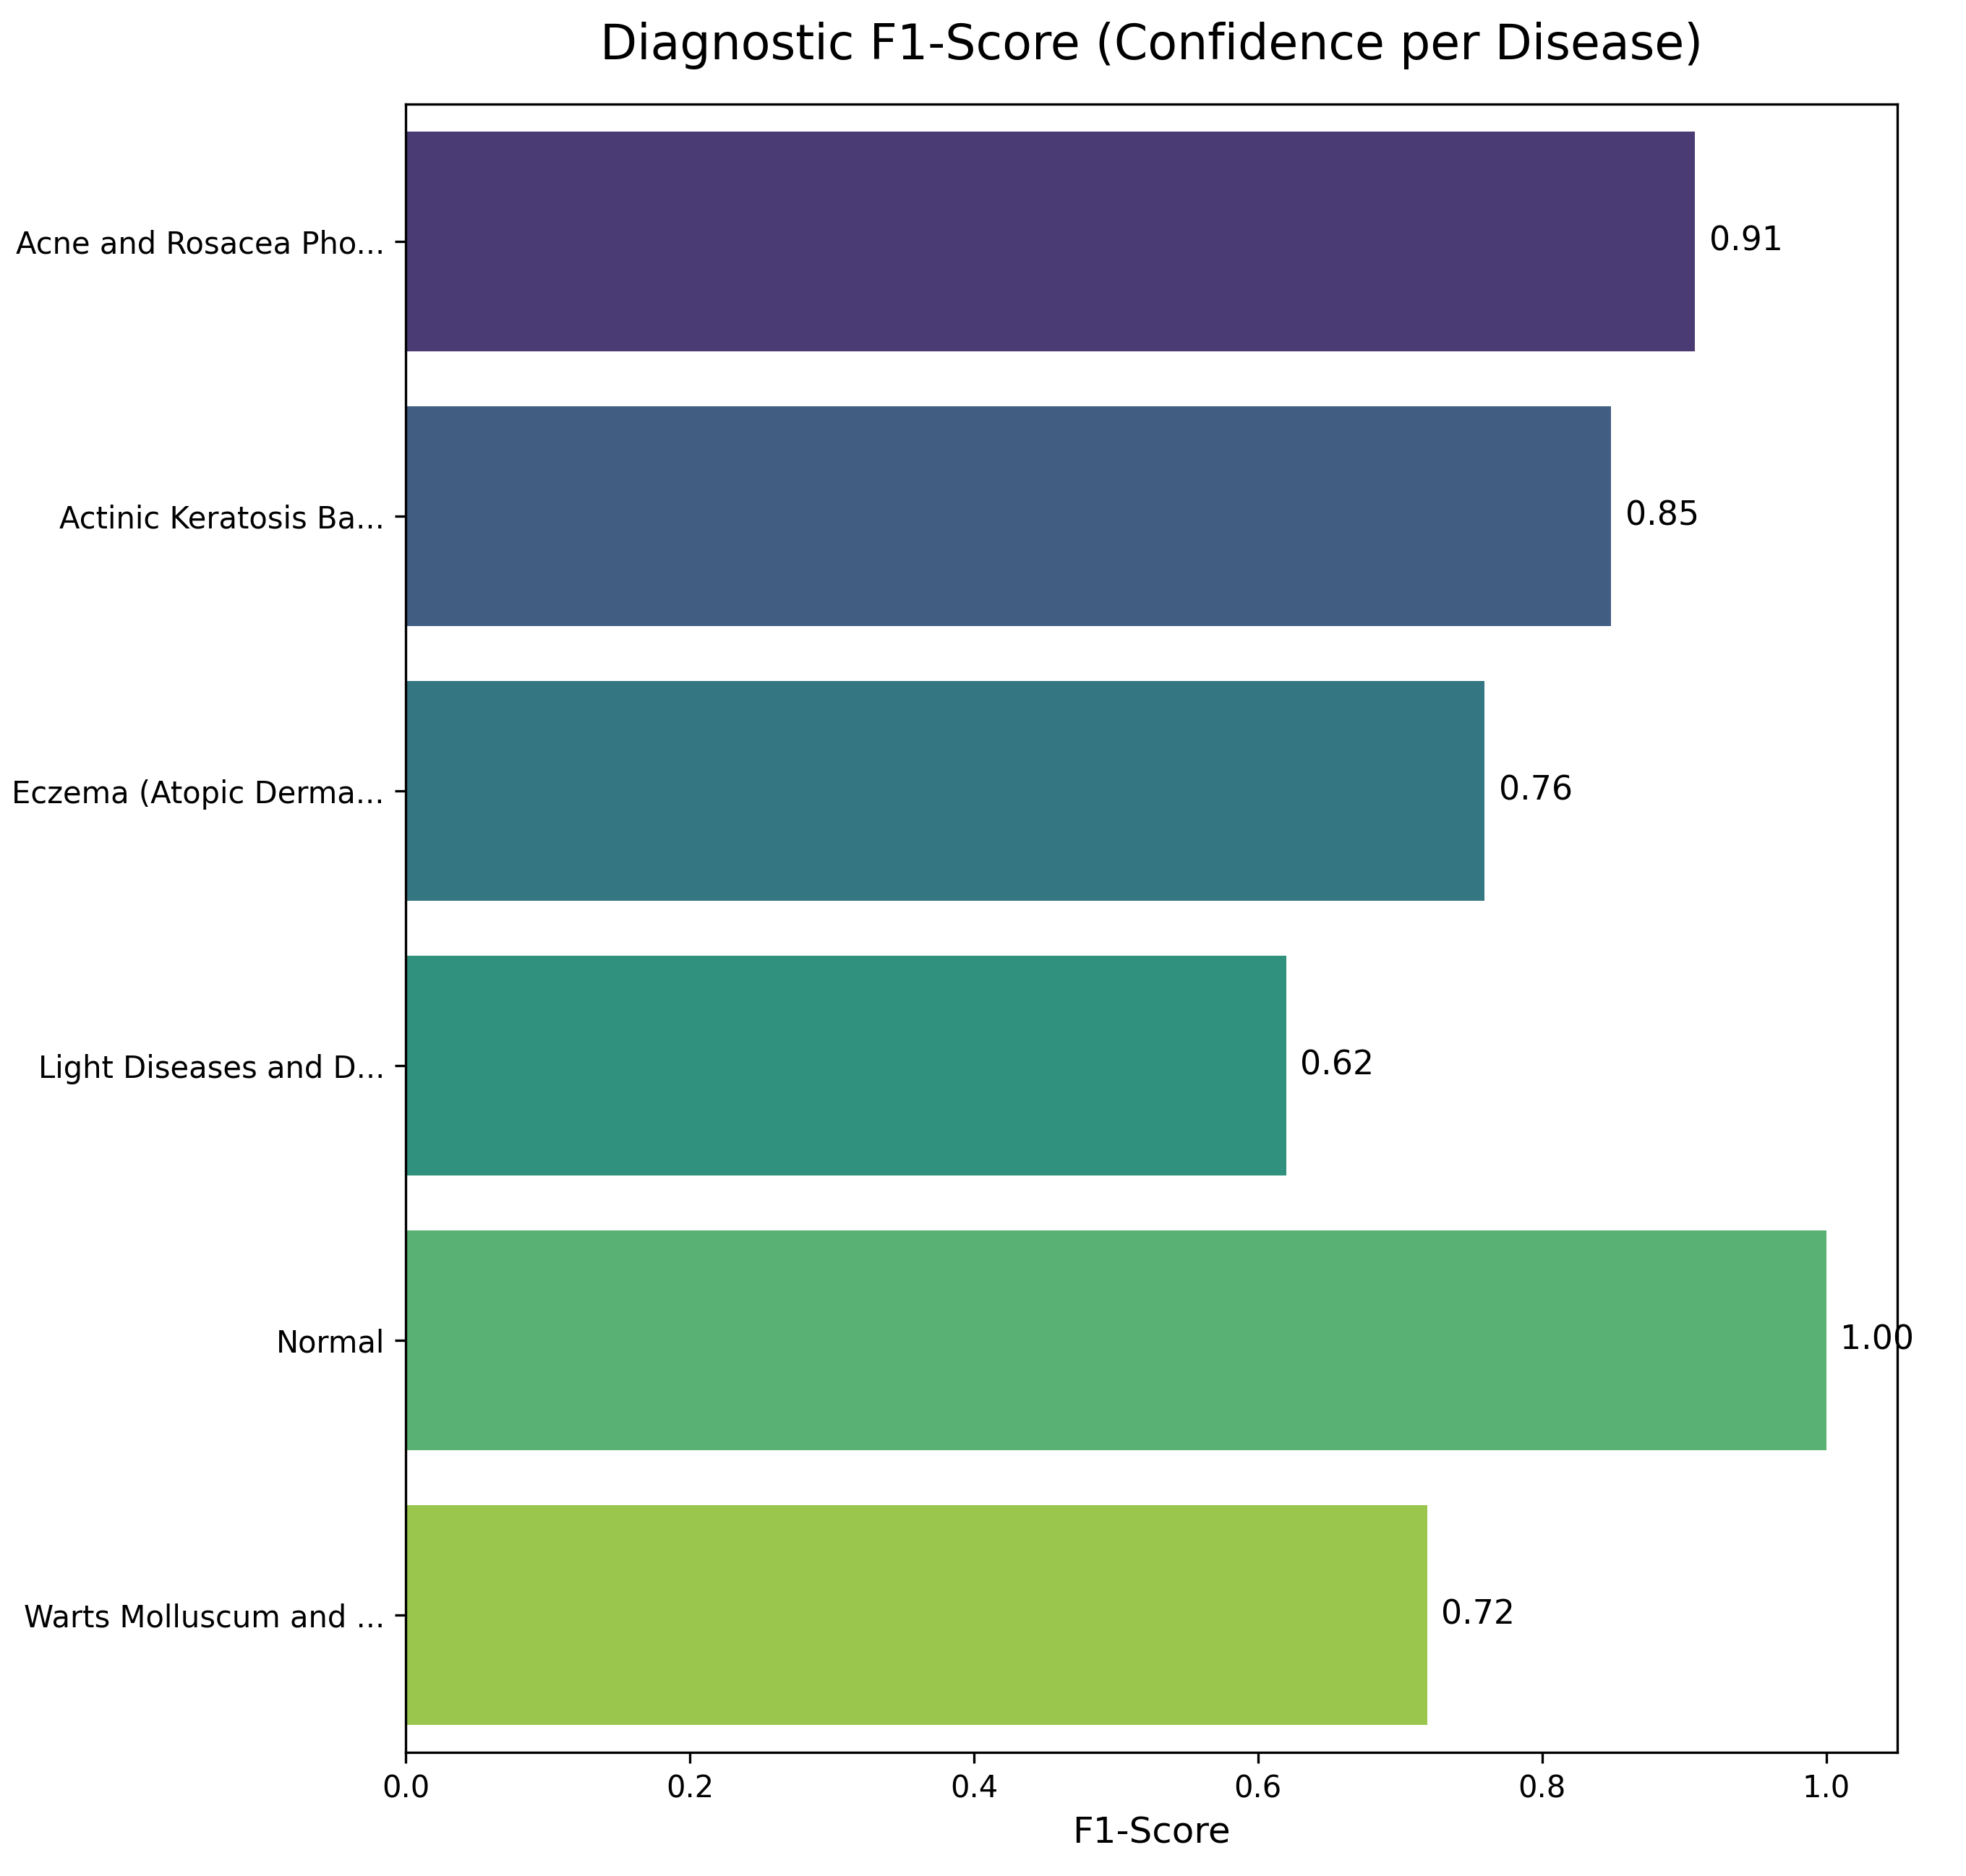 Diagnostic F1-Score (Confidence per Disease)
Acne and Rosacea Pho...
0.91
Actinic Keratosis Ba...
0.85
Eczema (Atopic Derma...
0.76
Light Diseases and D...
0.62
Normal
1.00
Warts Molluscum and ...
0.72
0.0 0.2 0.4 0.6 0.8 1.0
F1-Score